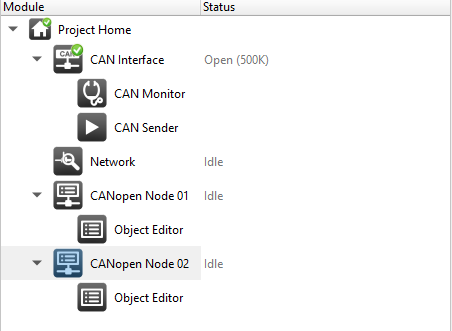 Module Status
Project Home
CAN Interface Open (500K)
CAN Monitor
CAN Sender
Network Idle
CANopen Node 01 Idle
Object Editor
CANopen Node 02 Idle
Object Editor